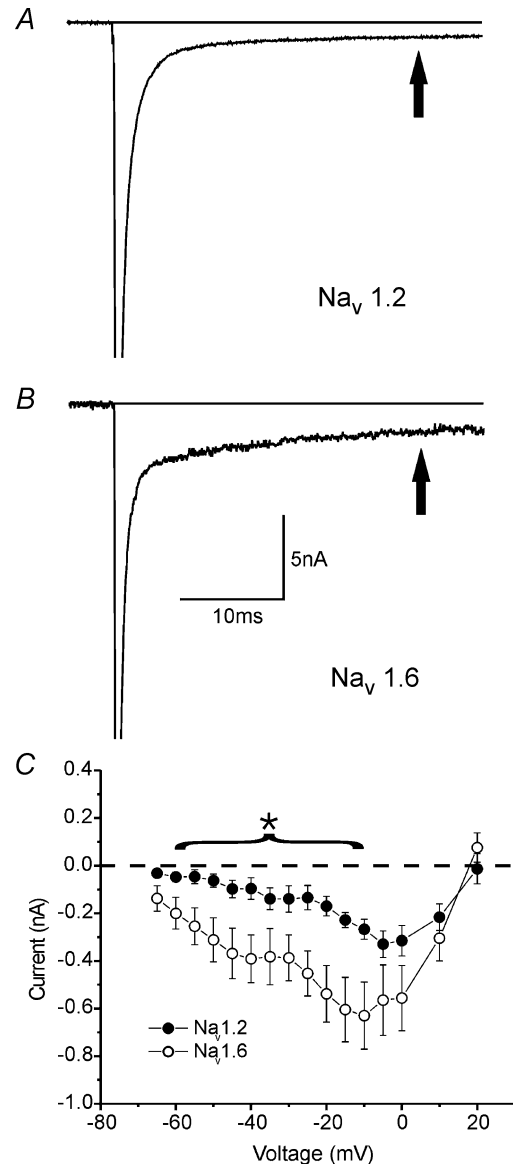 A
Nav 1.2
B
5nA
10ms
Nav 1.6
C
0.4
0.2
*
0.0
-0.2
-0.4
-0.6
-0.8
-1.0
Current (nA)
Nav1.2
Nav1.6
-80 -60 -40 -20 0 20
Voltage (mV)